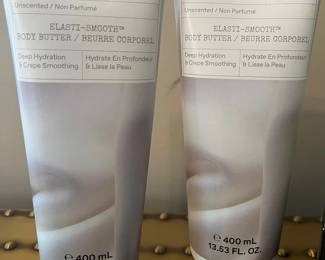 Unscented / Non Parfumé
ELASTI-SMOOTH™
BODY BUTTER / BEURRE CORPOREL
Deep Hydration
& Crepe Smoothing
Hydrate En Profondeur
& Lisse la Peau
℮ 400 mL
Unscented / Non Parfumé
ELASTI-SMOOTH™
BODY BUTTER / BEURRE CORPOREL
Deep Hydration
& Crepe Smoothing
Hydrate En Profondeur
& Lisse la Peau
℮ 400 mL
13.53 FL. OZ.